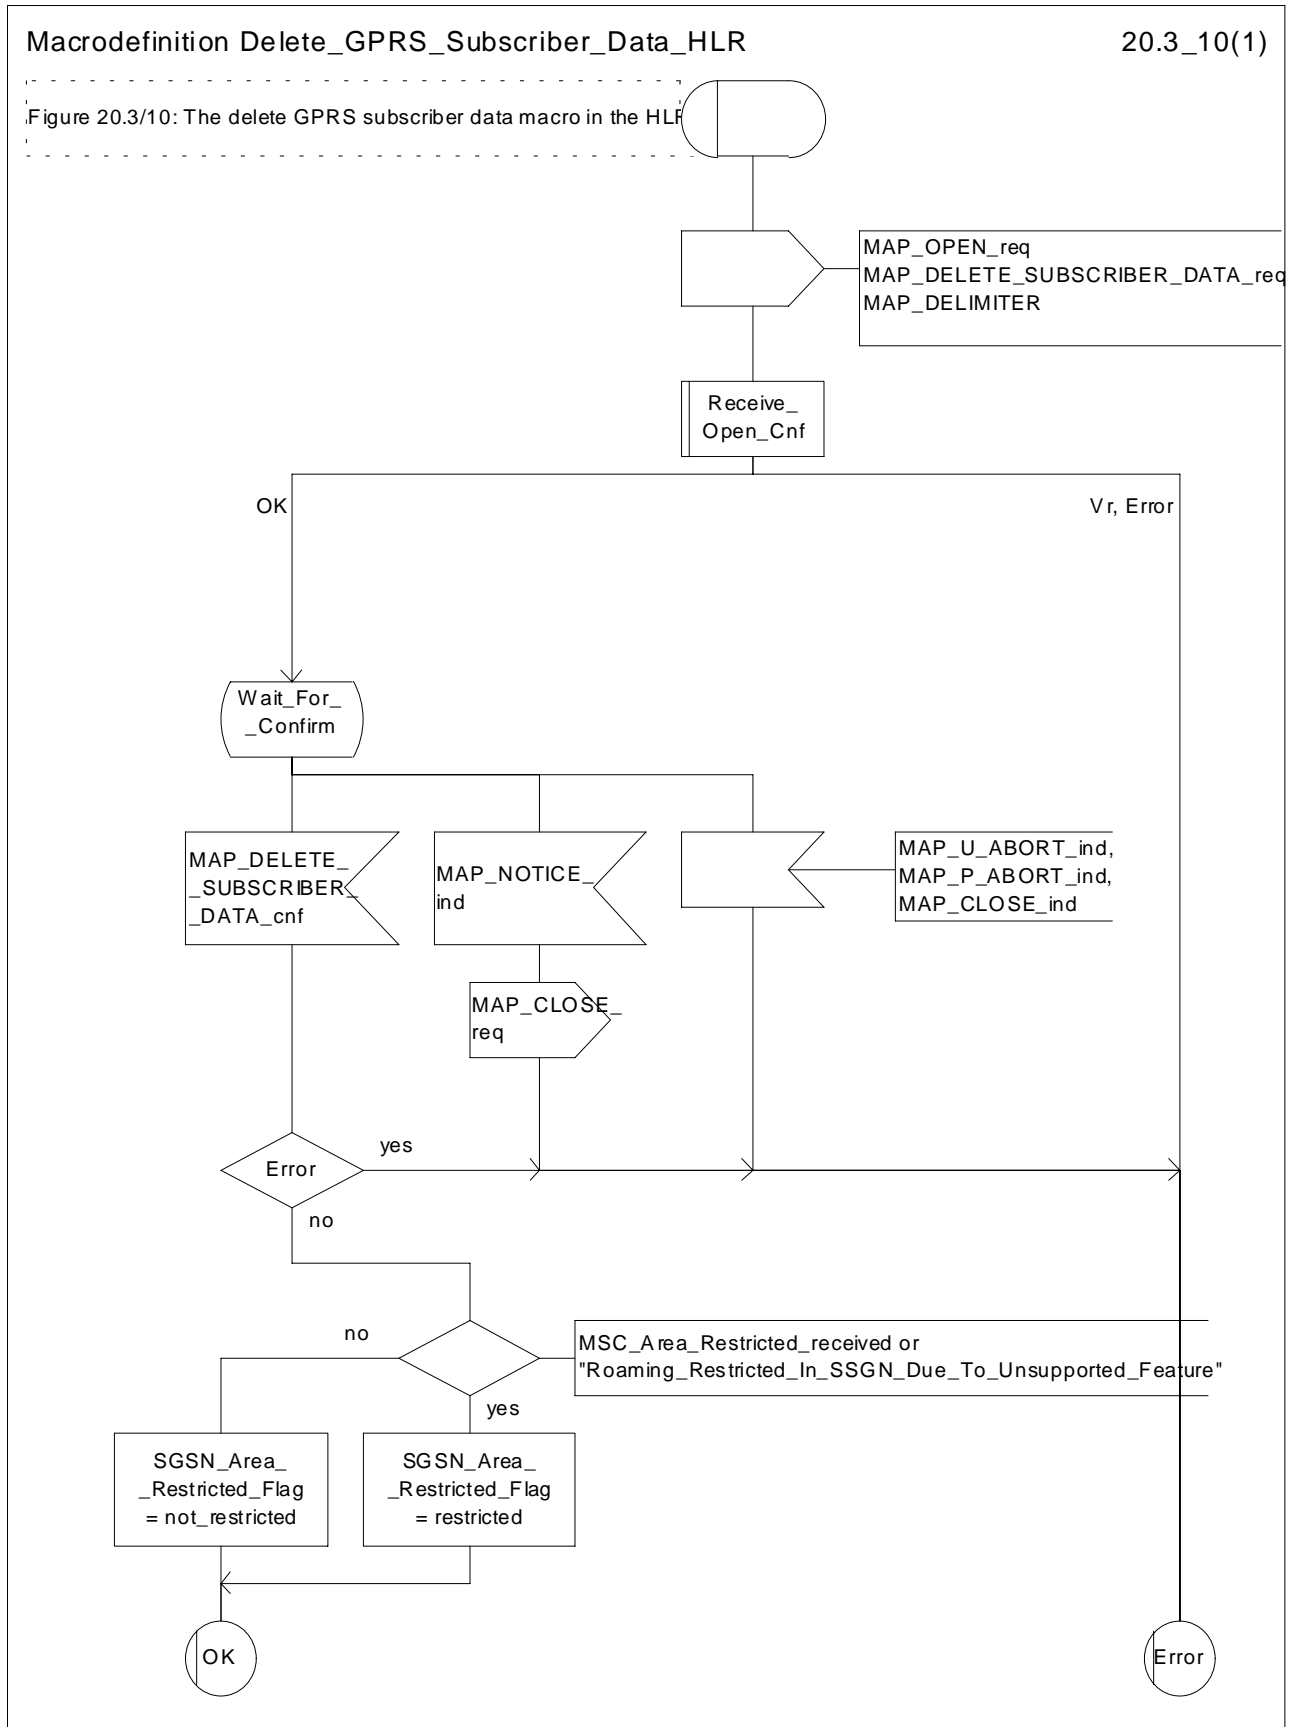 Macrodefinition Delete_GPRS_Subscriber_Data_HLR
20.3_10(1)
Figure 20.3/10: The delete GPRS subscriber data macro in the HLR
MAP_OPEN_req
MAP_DELETE_SUBSCRIBER_DATA_req
MAP_DELIMITER
Receive_
Open_Cnf
OK
Vr, Error
Wait_For_
_Confirm
MAP_DELETE_
_SUBSCRIBER_
_DATA_cnf
MAP_NOTICE_
ind
MAP_U_ABORT_ind,
MAP_P_ABORT_ind,
MAP_CLOSE_ind
MAP_CLOSE_
req
Error
yes
no
no
MSC_Area_Restricted_received or
"Roaming_Restricted_In_SSGN_Due_To_Unsupported_Feature"
yes
SGSN_Area_
_Restricted_Flag
= not_restricted
SGSN_Area_
_Restricted_Flag
= restricted
OK
Error